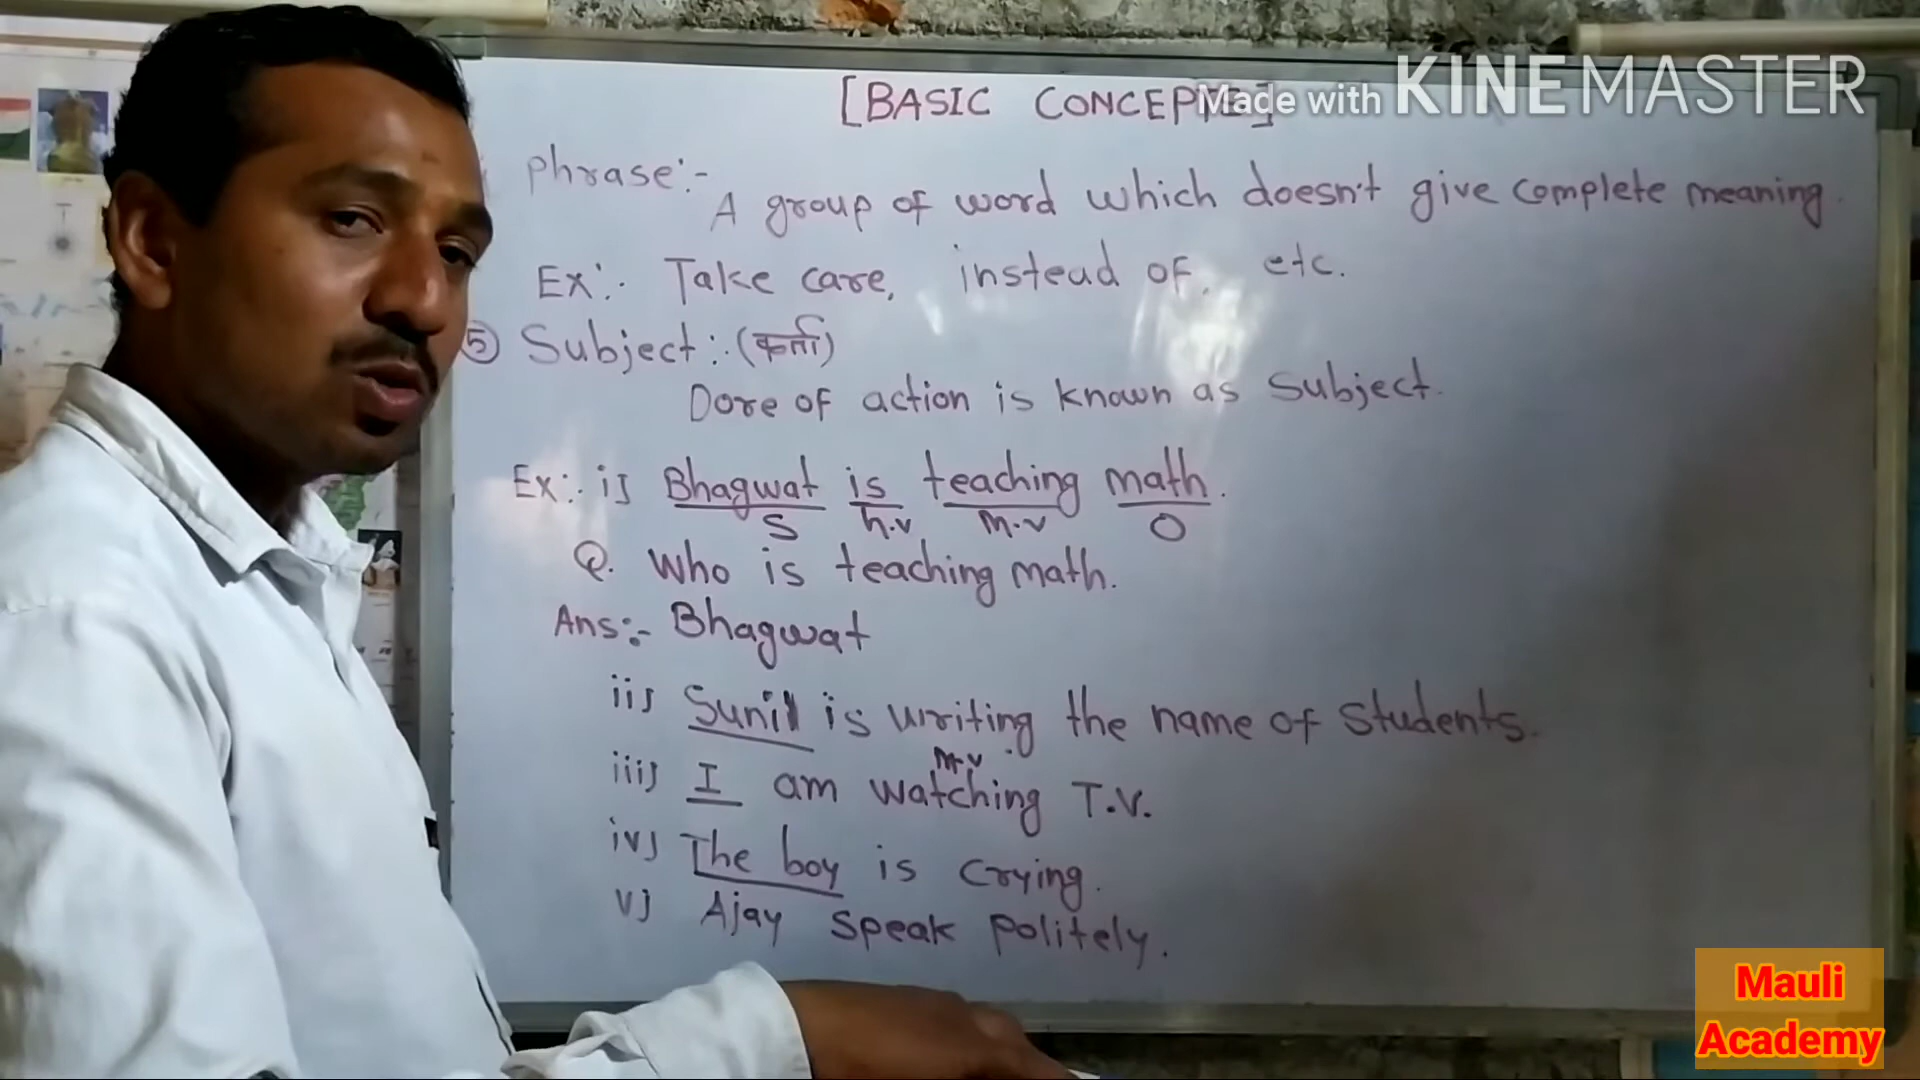 [BASIC CONCEPTS]
Made with KINEMASTER
Phrase:-
A group of word which doesn't give complete meaning.
Ex:- Take care, instead of, etc.
⑤ Subject:- (कर्ता)
Dore of action is known as Subject.
Ex:- i] Bhagwat is teaching math.
S h.v m.v O
Q. Who is teaching math.
Ans:- Bhagwat
ii] Sunil is writing the name of students.
m.v
iii] I am watching T.V.
iv] The boy is crying.
v] Ajay speak politely.
Mauli
Academy